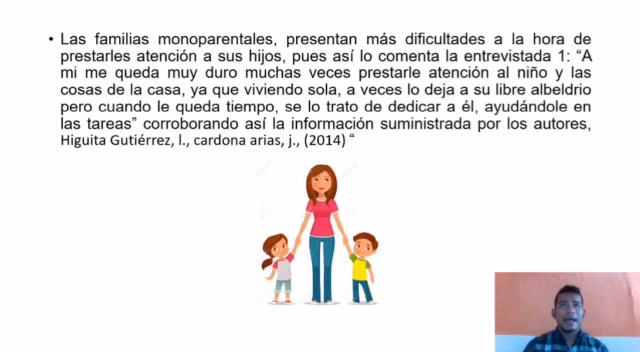 • Las familias monoparentales, presentan más dificultades a la hora de
prestarles atención a sus hijos, pues así lo comenta la entrevistada 1: “A
mi me queda muy duro muchas veces prestarle atención al niño y las
cosas de la casa, ya que viviendo sola, a veces lo deja a su libre albeldrio
pero cuando le queda tiempo, se lo trato de dedicar a él, ayudándole en
las tareas” corroborando así la información suministrada por los autores,
Higuita Gutiérrez, l., cardona arias, j., (2014) “